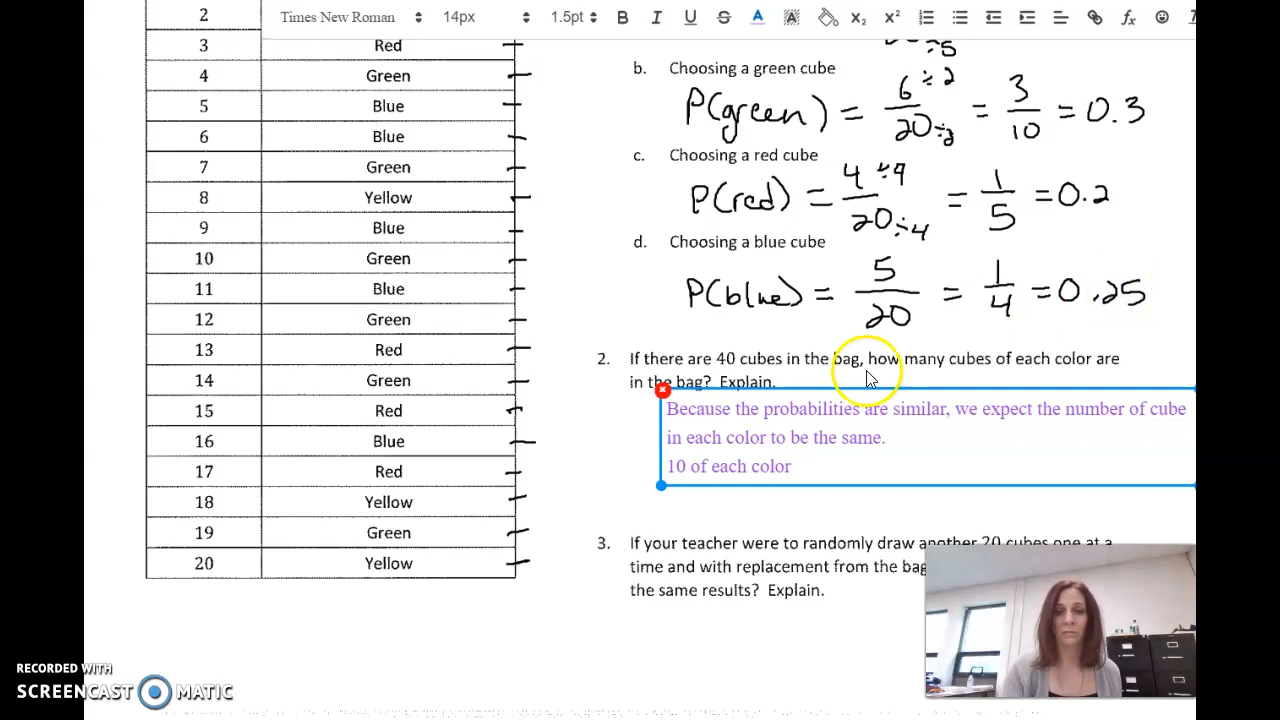 Times New Roman 14px 1.5pt B I U S A x₂ x² fx
2
3 Red
4 Green
5 Blue
6 Blue
7 Green
8 Yellow
9 Blue
10 Green
11 Blue
12 Green
13 Red
14 Green
15 Red
16 Blue
17 Red
18 Yellow
19 Green
20 Yellow
÷5
b. Choosing a green cube
P(green) = 6÷2/20÷2 = 3/10 = 0.3
c. Choosing a red cube
P(red) = 4÷4/20÷4 = 1/5 = 0.2
d. Choosing a blue cube
P(blue) = 5/20 = 1/4 = 0.25
2. If there are 40 cubes in the bag, how many cubes of each color are
in the bag? Explain.
Because the probabilities are similar, we expect the number of cube
in each color to be the same.
10 of each color
3. If your teacher were to randomly draw another 20 cubes one at a
time and with replacement from the bag
the same results? Explain.
RECORDED WITH
SCREENCAST MATIC